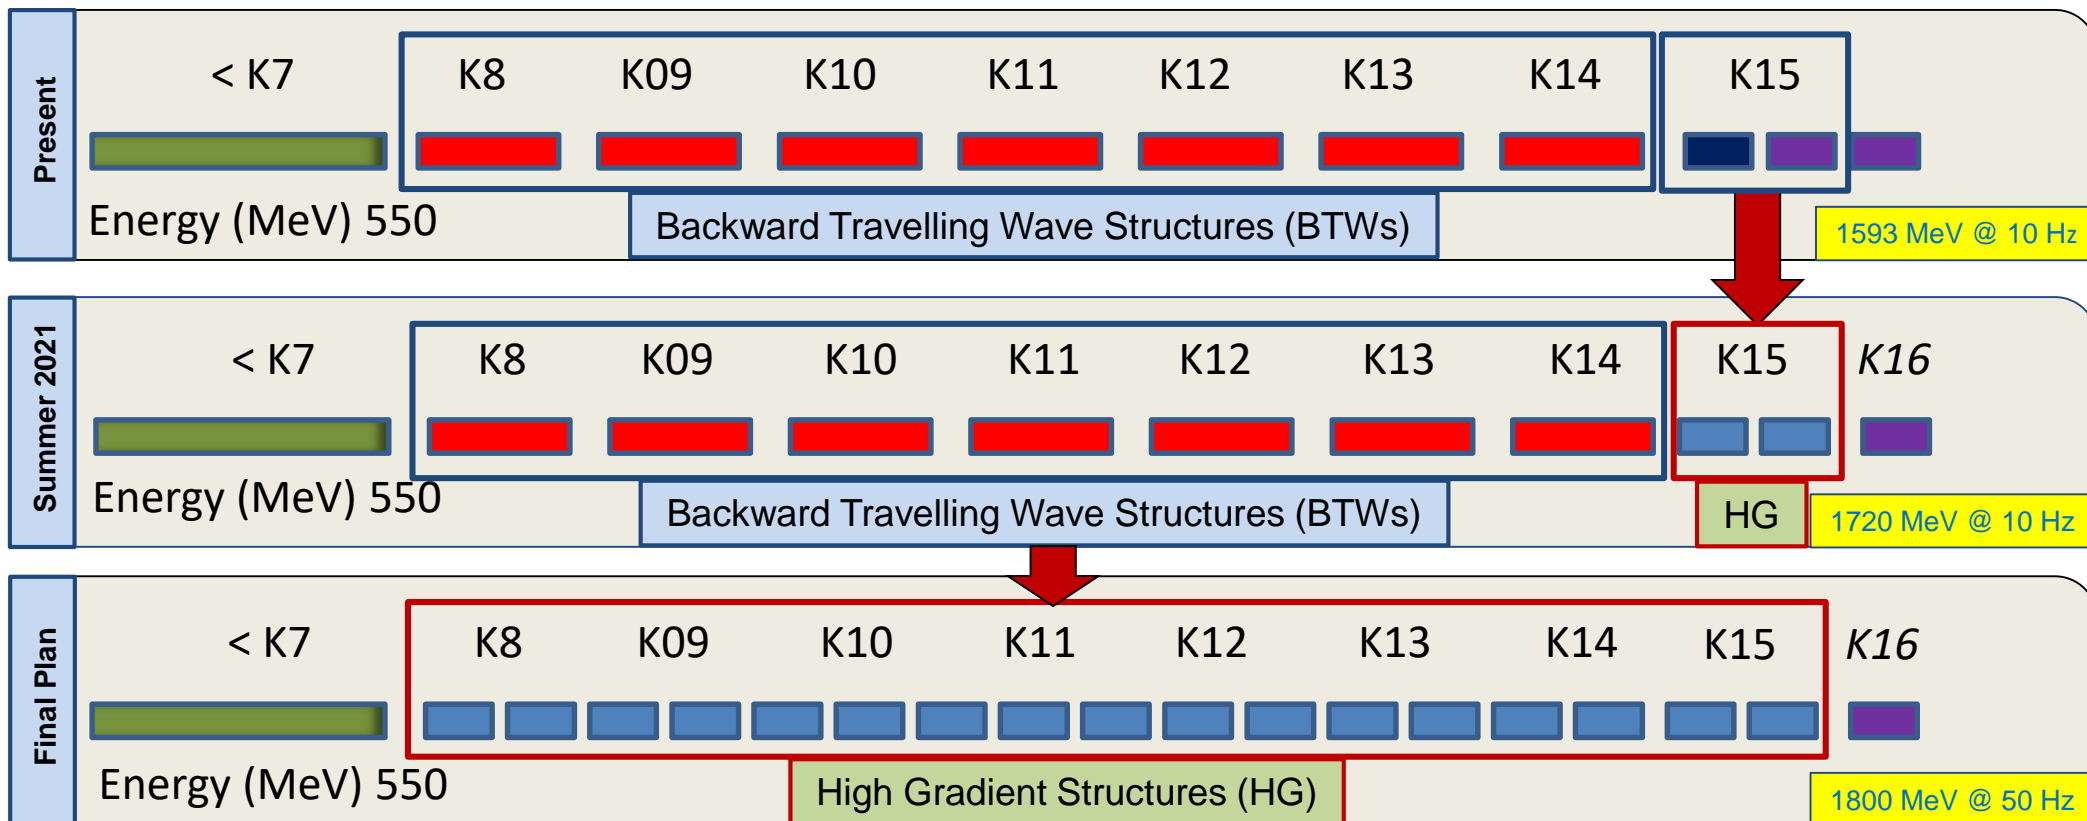 Present
< K7 K8 K09 K10 K11 K12 K13 K14 K15
Energy (MeV) 550
Backward Travelling Wave Structures (BTWs)
1593 MeV @ 10 Hz
Summer 2021
< K7 K8 K09 K10 K11 K12 K13 K14 K15 K16
Energy (MeV) 550
Backward Travelling Wave Structures (BTWs)
HG
1720 MeV @ 10 Hz
Final Plan
< K7 K8 K09 K10 K11 K12 K13 K14 K15 K16
Energy (MeV) 550
High Gradient Structures (HG)
1800 MeV @ 50 Hz